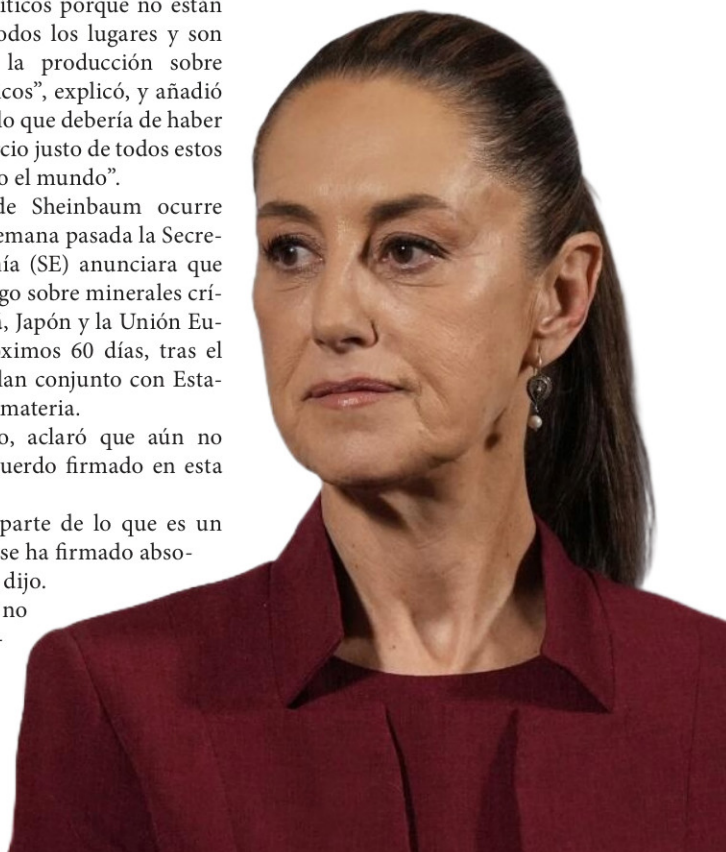 íticos porque no están
odos los lugares y son
la producción sobre
cos”, explicó, y añadió
lo que debería de haber
cio justo de todos estos
o el mundo”.
de Sheinbaum ocurre
emana pasada la Secre-
ía (SE) anunciara que
go sobre minerales crí-
, Japón y la Unión Eu-
óximos 60 días, tras el
lan conjunto con Esta-
materia.
o, aclaró que aún no
uerdo firmado en esta
parte de lo que es un
se ha firmado abso-
dijo.
no
-